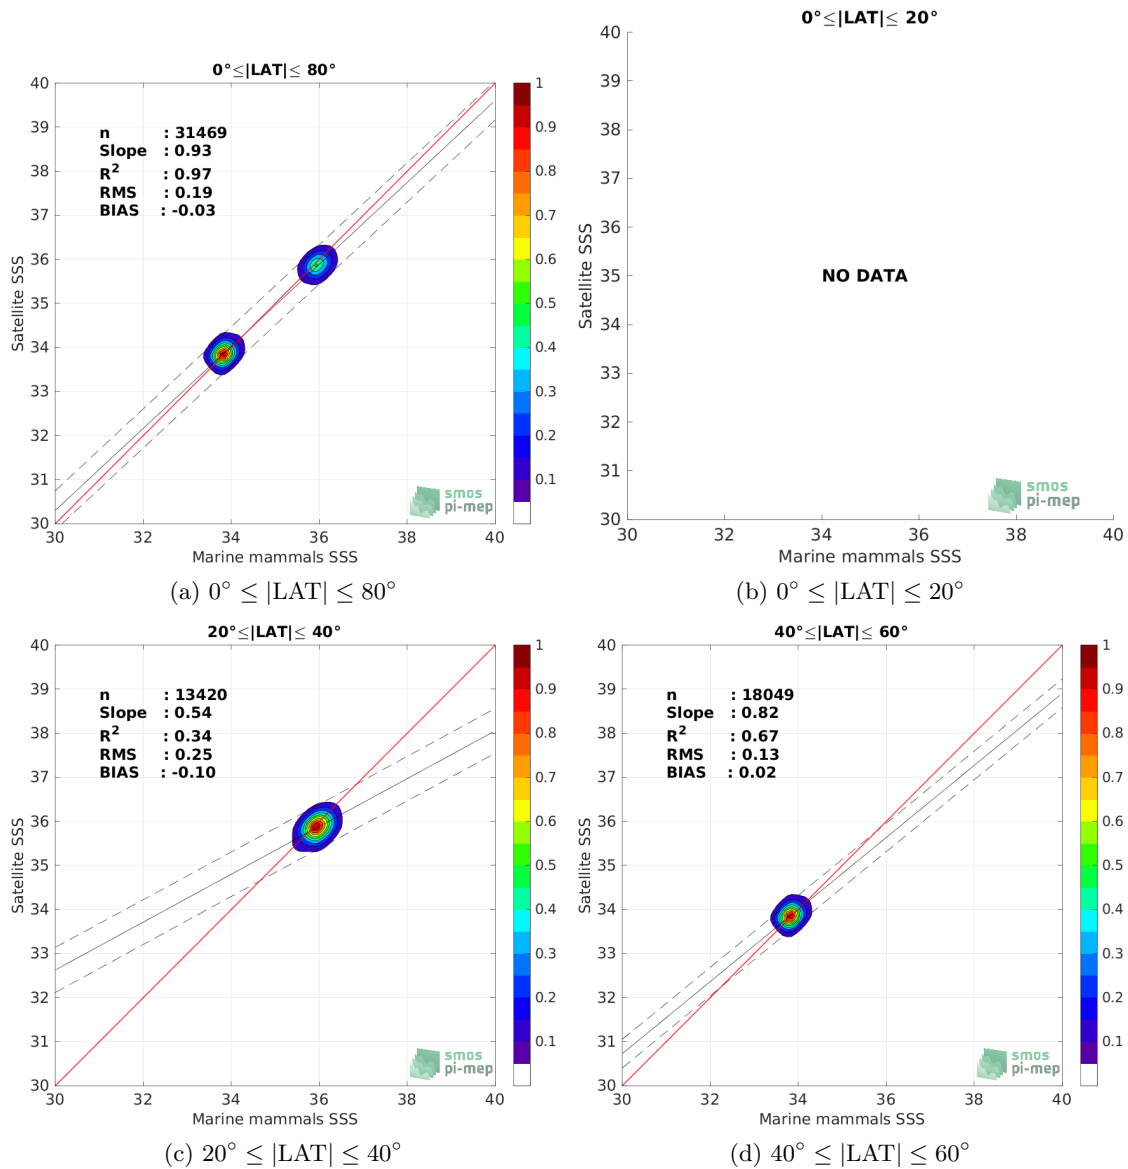 0°≤|LAT|≤ 80°
n : 31469
Slope : 0.93
R² : 0.97
RMS : 0.19
BIAS : -0.03
40
39
38
37
36
35
34
33
32
31
30
30 32 34 36 38 40
Satellite SSS
Marine mammals SSS
1
0.9
0.8
0.7
0.6
0.5
0.4
0.3
0.2
0.1
smos
pi-mep
(a) 0° ≤ |LAT| ≤ 80°
0°≤|LAT|≤ 20°
40
39
38
37
36
35
34
33
32
31
30
30 32 34 36 38 40
Satellite SSS
NO DATA
Marine mammals SSS
smos
pi-mep
(b) 0° ≤ |LAT| ≤ 20°
20°≤|LAT|≤ 40°
n : 13420
Slope : 0.54
R² : 0.34
RMS : 0.25
BIAS : -0.10
40
39
38
37
36
35
34
33
32
31
30
30 32 34 36 38 40
Satellite SSS
Marine mammals SSS
1
0.9
0.8
0.7
0.6
0.5
0.4
0.3
0.2
0.1
smos
pi-mep
(c) 20° ≤ |LAT| ≤ 40°
40°≤|LAT|≤ 60°
n : 18049
Slope : 0.82
R² : 0.67
RMS : 0.13
BIAS : 0.02
40
39
38
37
36
35
34
33
32
31
30
30 32 34 36 38 40
Satellite SSS
Marine mammals SSS
1
0.9
0.8
0.7
0.6
0.5
0.4
0.3
0.2
0.1
smos
pi-mep
(d) 40° ≤ |LAT| ≤ 60°